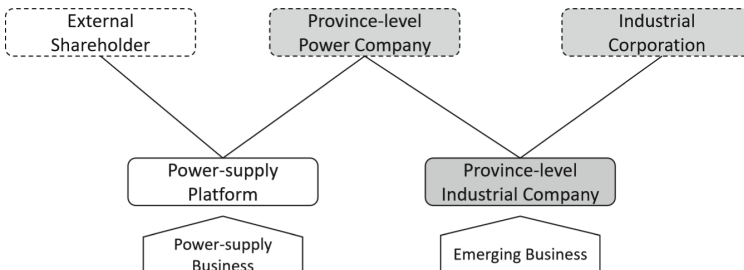 External
Shareholder
Province-level
Power Company
Industrial
Corporation
Power-supply
Platform
Province-level
Industrial Company
Power-supply
Business
Emerging Business